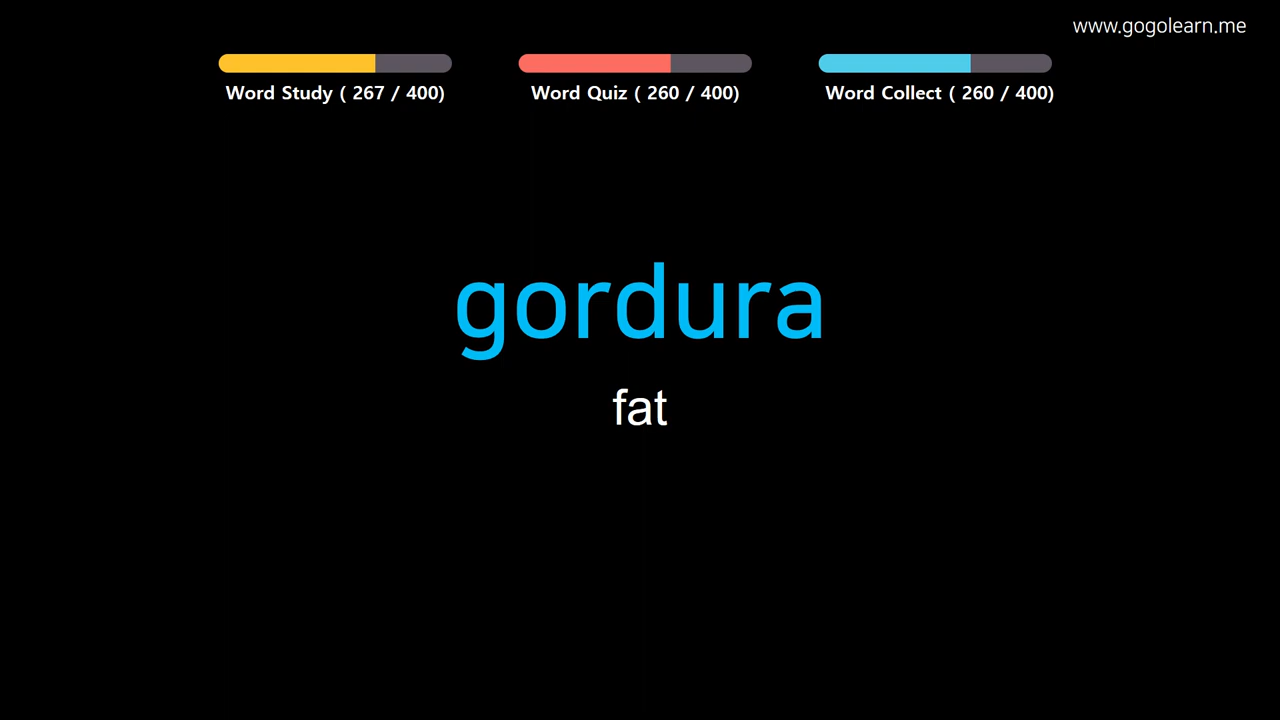 www.gogolearn.me
Word Study ( 267 / 400)
Word Quiz ( 260 / 400)
Word Collect ( 260 / 400)
gordura
fat